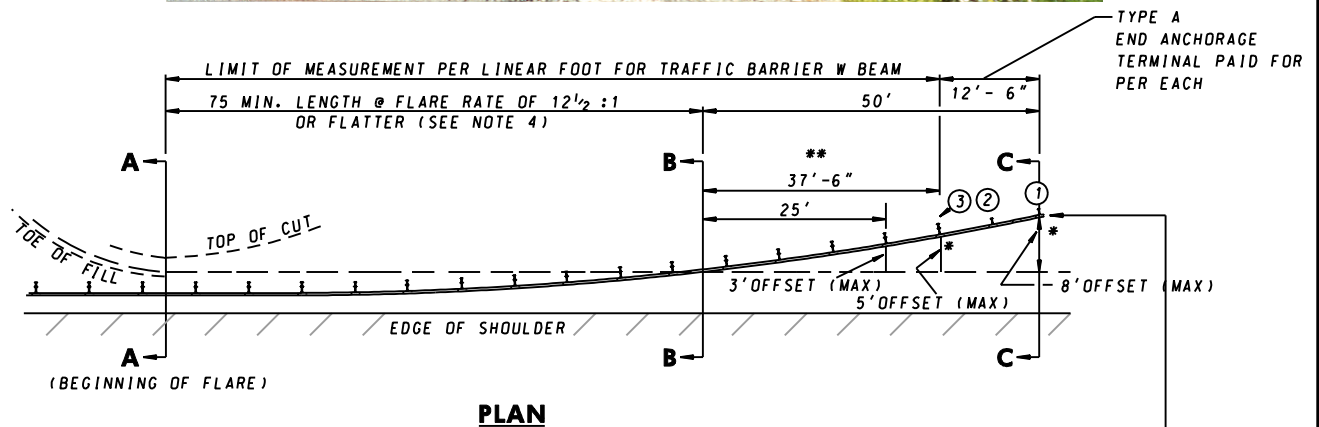 TYPE A
END ANCHORAGE
TERMINAL PAID FOR
PER EACH
LIMIT OF MEASUREMENT PER LINEAR FOOT FOR TRAFFIC BARRIER W BEAM
12'-6"
75 MIN. LENGTH @ FLARE RATE OF 12 1/2 :1
OR FLATTER (SEE NOTE 4)
50'
A
B
**
C
37'-6"
25'
3 2 1
TOP OF CUT
TOE OF FILL
*
*
3'OFFSET (MAX)
5'OFFSET (MAX)
8'OFFSET (MAX)
EDGE OF SHOULDER
A
B
C
(BEGINNING OF FLARE)
PLAN